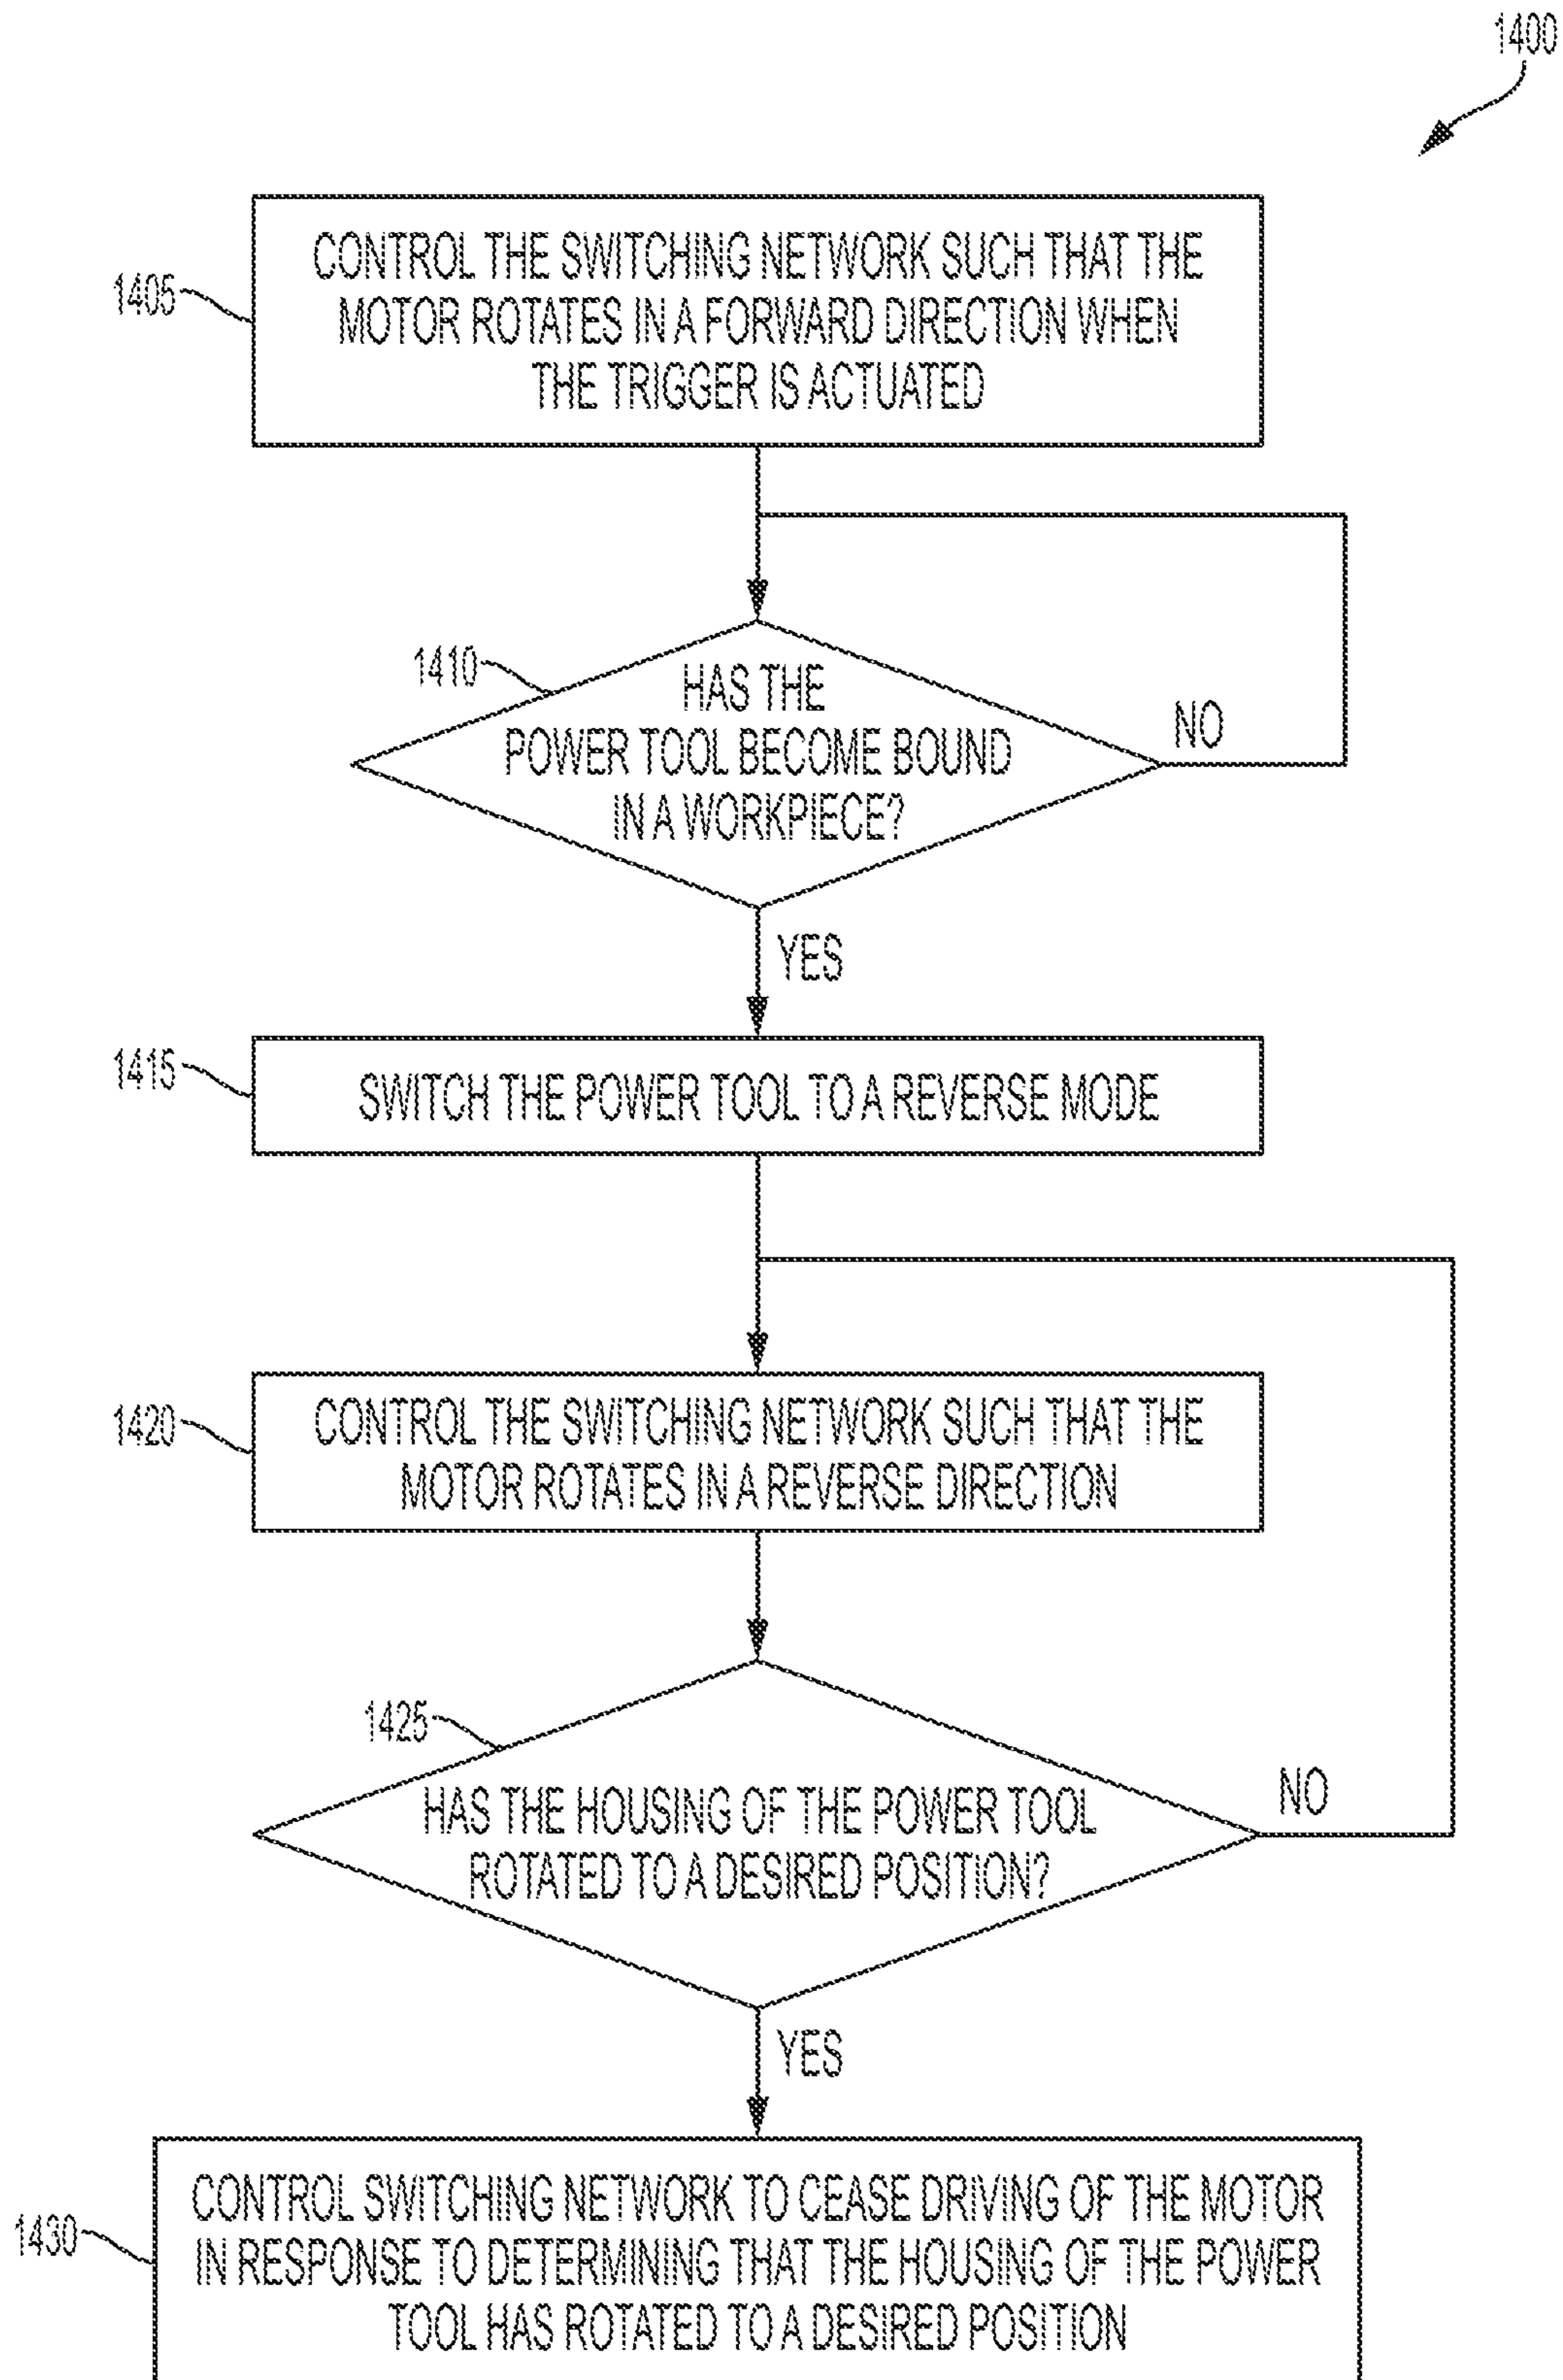 1400
1405
CONTROL THE SWITCHING NETWORK SUCH THAT THE
MOTOR ROTATES IN A FORWARD DIRECTION WHEN
THE TRIGGER IS ACTUATED
1410
HAS THE
POWER TOOL BECOME BOUND
IN A WORKPIECE?
NO
YES
1415
SWITCH THE POWER TOOL TO A REVERSE MODE
1420
CONTROL THE SWITCHING NETWORK SUCH THAT THE
MOTOR ROTATES IN A REVERSE DIRECTION
1425
HAS THE HOUSING OF THE POWER TOOL
ROTATED TO A DESIRED POSITION?
NO
YES
1430
CONTROL SWITCHING NETWORK TO CEASE DRIVING OF THE MOTOR
IN RESPONSE TO DETERMINING THAT THE HOUSING OF THE POWER
TOOL HAS ROTATED TO A DESIRED POSITION